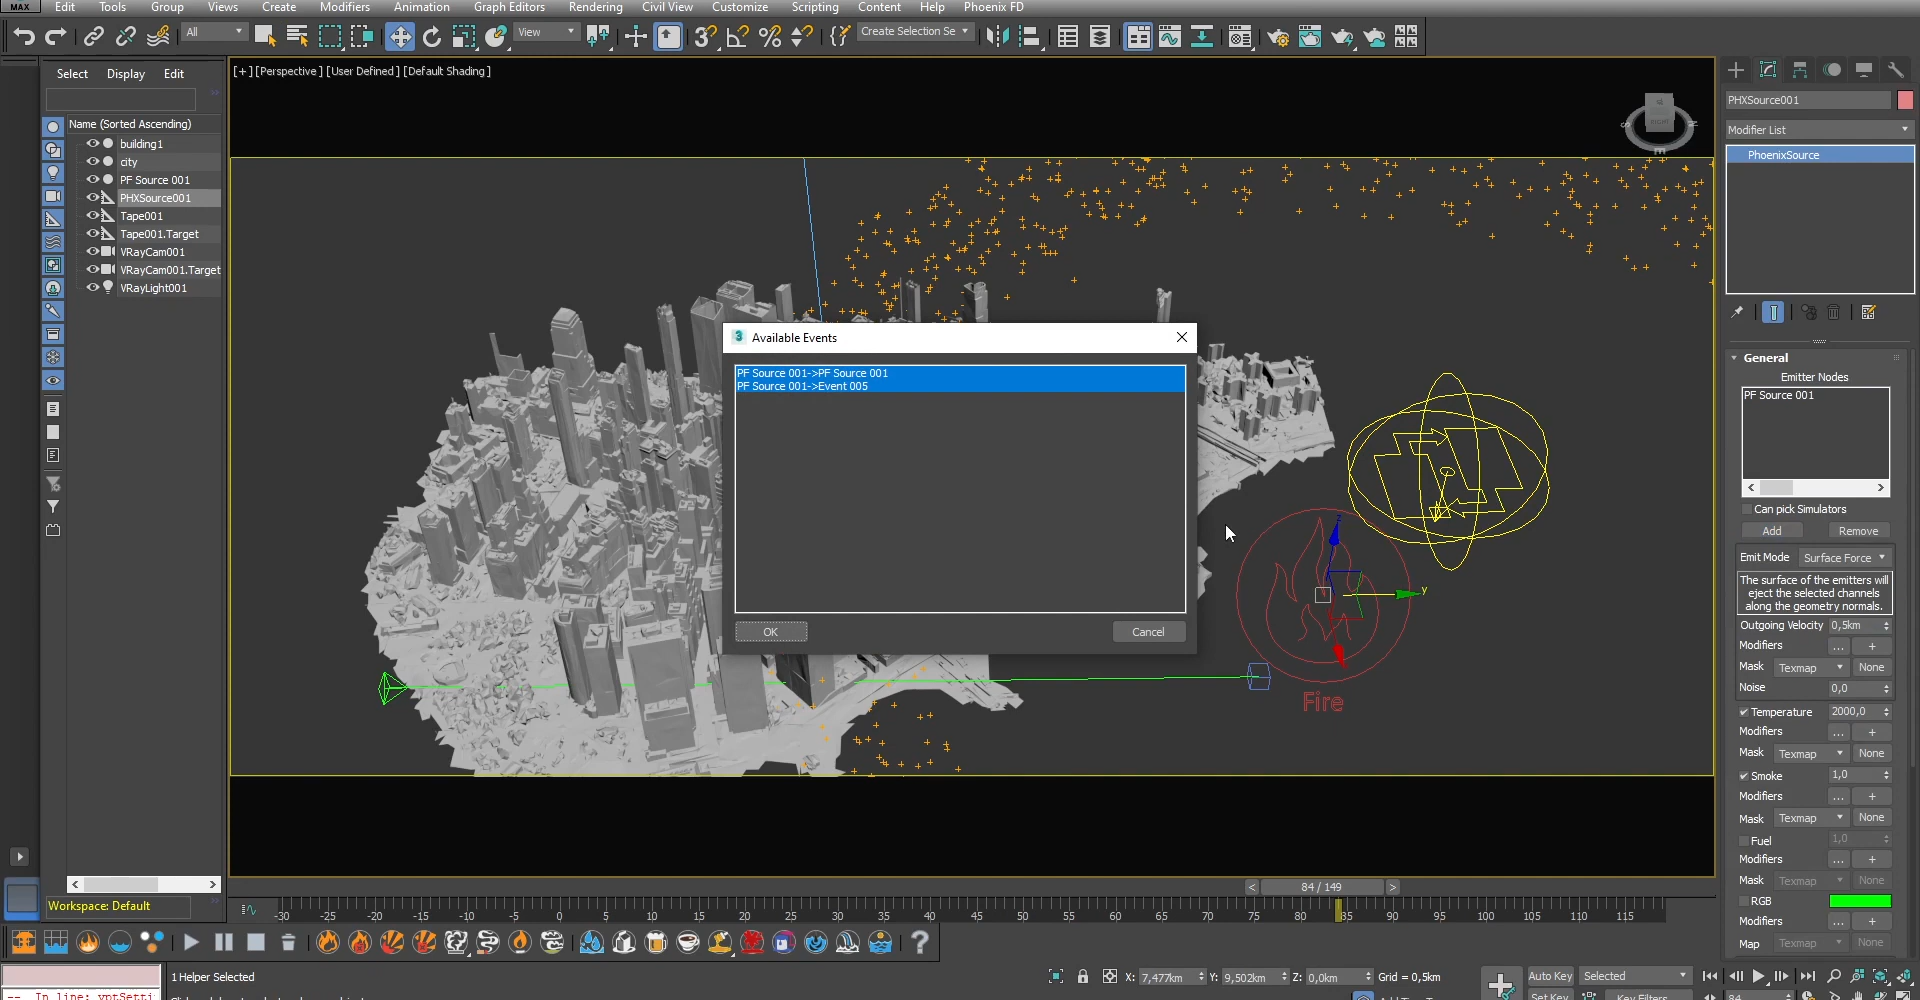 MAX Edit Tools Group Views Create Modifiers Animation Graph Editors Rendering Civil View Customize Scripting Content Help Phoenix FD
All View 3 Create Selection Se
Select Display Edit
[+] [Perspective ] [User Defined ] [Default Shading ]
Name (Sorted Ascending)
building1
city
PF Source 001
PHXSource001
Tape001
Tape001.Target
VRayCam001
VRayCam001.Target
VRayLight001
Workspace: Default
RIGHT
3 Available Events
PF Source 001->PF Source 001
PF Source 001->Event 005
OK Cancel
z
y
Fire
PHXSource001
Modifier List
PhoenixSource
General
Emitter Nodes
PF Source 001
Can pick Simulators
Add Remove
Emit Mode Surface Force
The surface of the emitters will
eject the selected channels
along the geometry normals.
Outgoing Velocity 0,5km
Modifiers ... +
Mask Texmap None
Noise 0,0
Temperature 2000,0
Modifiers ... +
Mask Texmap None
Smoke 1,0
Modifiers ... +
Mask Texmap None
Fuel 1,0
Modifiers ... +
Mask Texmap None
RGB
Modifiers ... +
Map Texmap None
< 84 / 149 >
-30 -25 -20 -15 -10 -5 0 5 10 15 20 25 30 35 40 45 50 55 60 65 70 75 80 85 90 95 100 105 110 115
?
1 Helper Selected
X: 7,477km Y: 9,502km Z: 0,0km Grid = 0,5km
Auto Key Selected
-- In line: vptSetti
Set Key Key Filters... 84